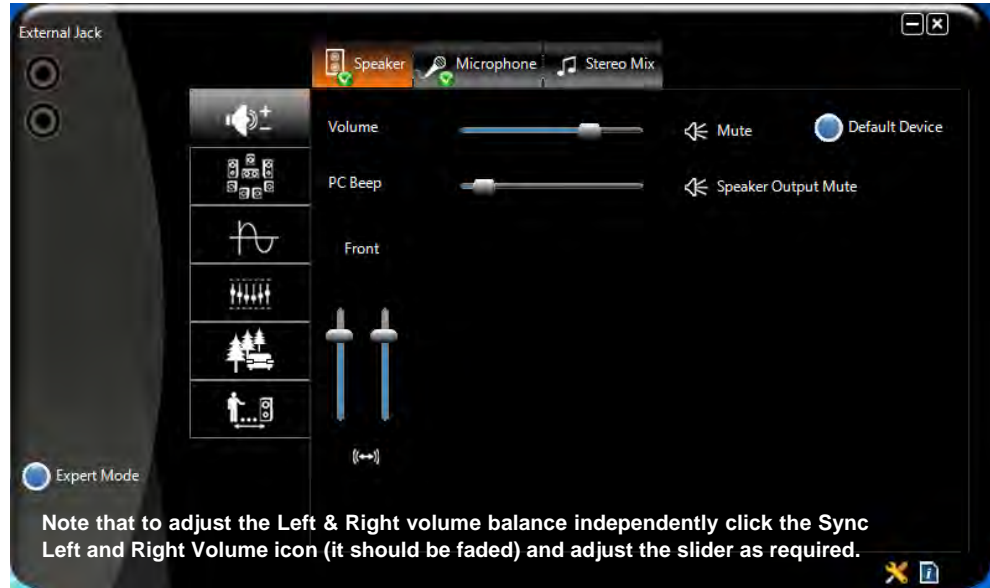 External Jack
Speaker
Microphone
Stereo Mix
Volume
Mute
Default Device
PC Beep
Speaker Output Mute
Front
Expert Mode
Note that to adjust the Left & Right volume balance independently click the Sync
Left and Right Volume icon (it should be faded) and adjust the slider as required.